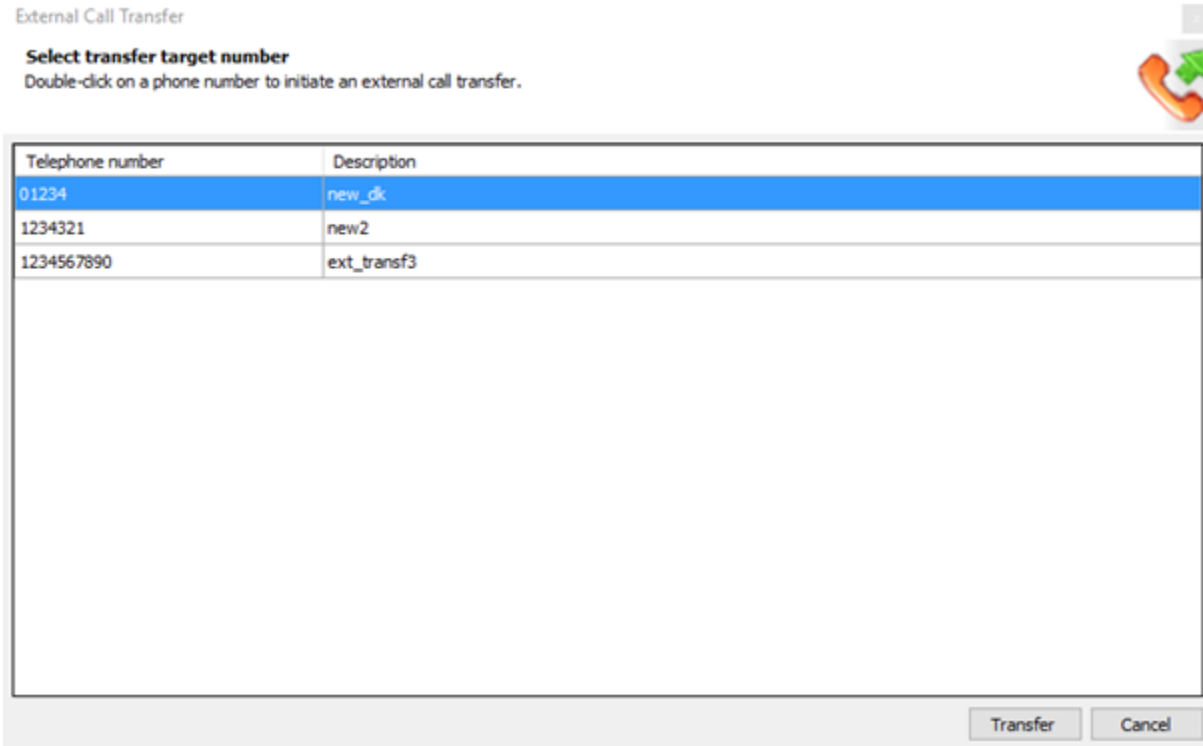 External Call Transfer
Select transfer target number
Double-click on a phone number to initiate an external call transfer.
Telephone number Description
01234 new_dk
1234321 new2
1234567890 ext_transf3
Transfer Cancel